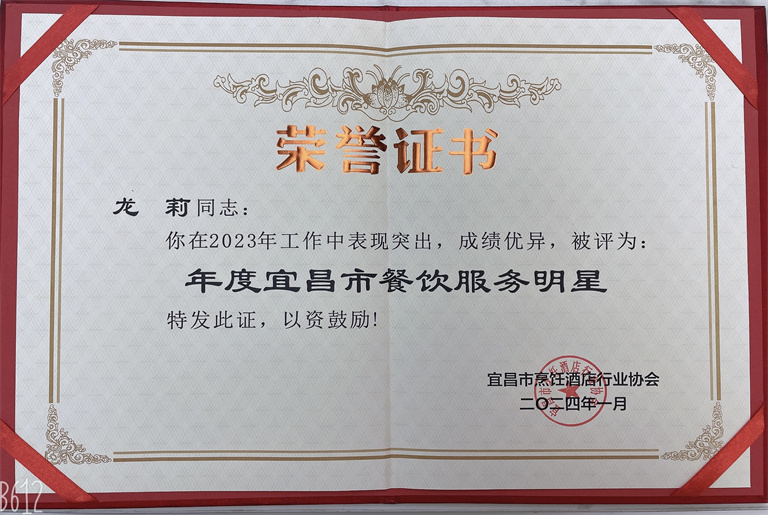 荣誉证书
龙 莉同志：
你在2023年工作中表现突出，成绩优异，被评为：
年度宜昌市餐饮服务明星
特发此证，以资鼓励！
宜昌市烹饪酒店行业协会
二〇二四年一月
B612